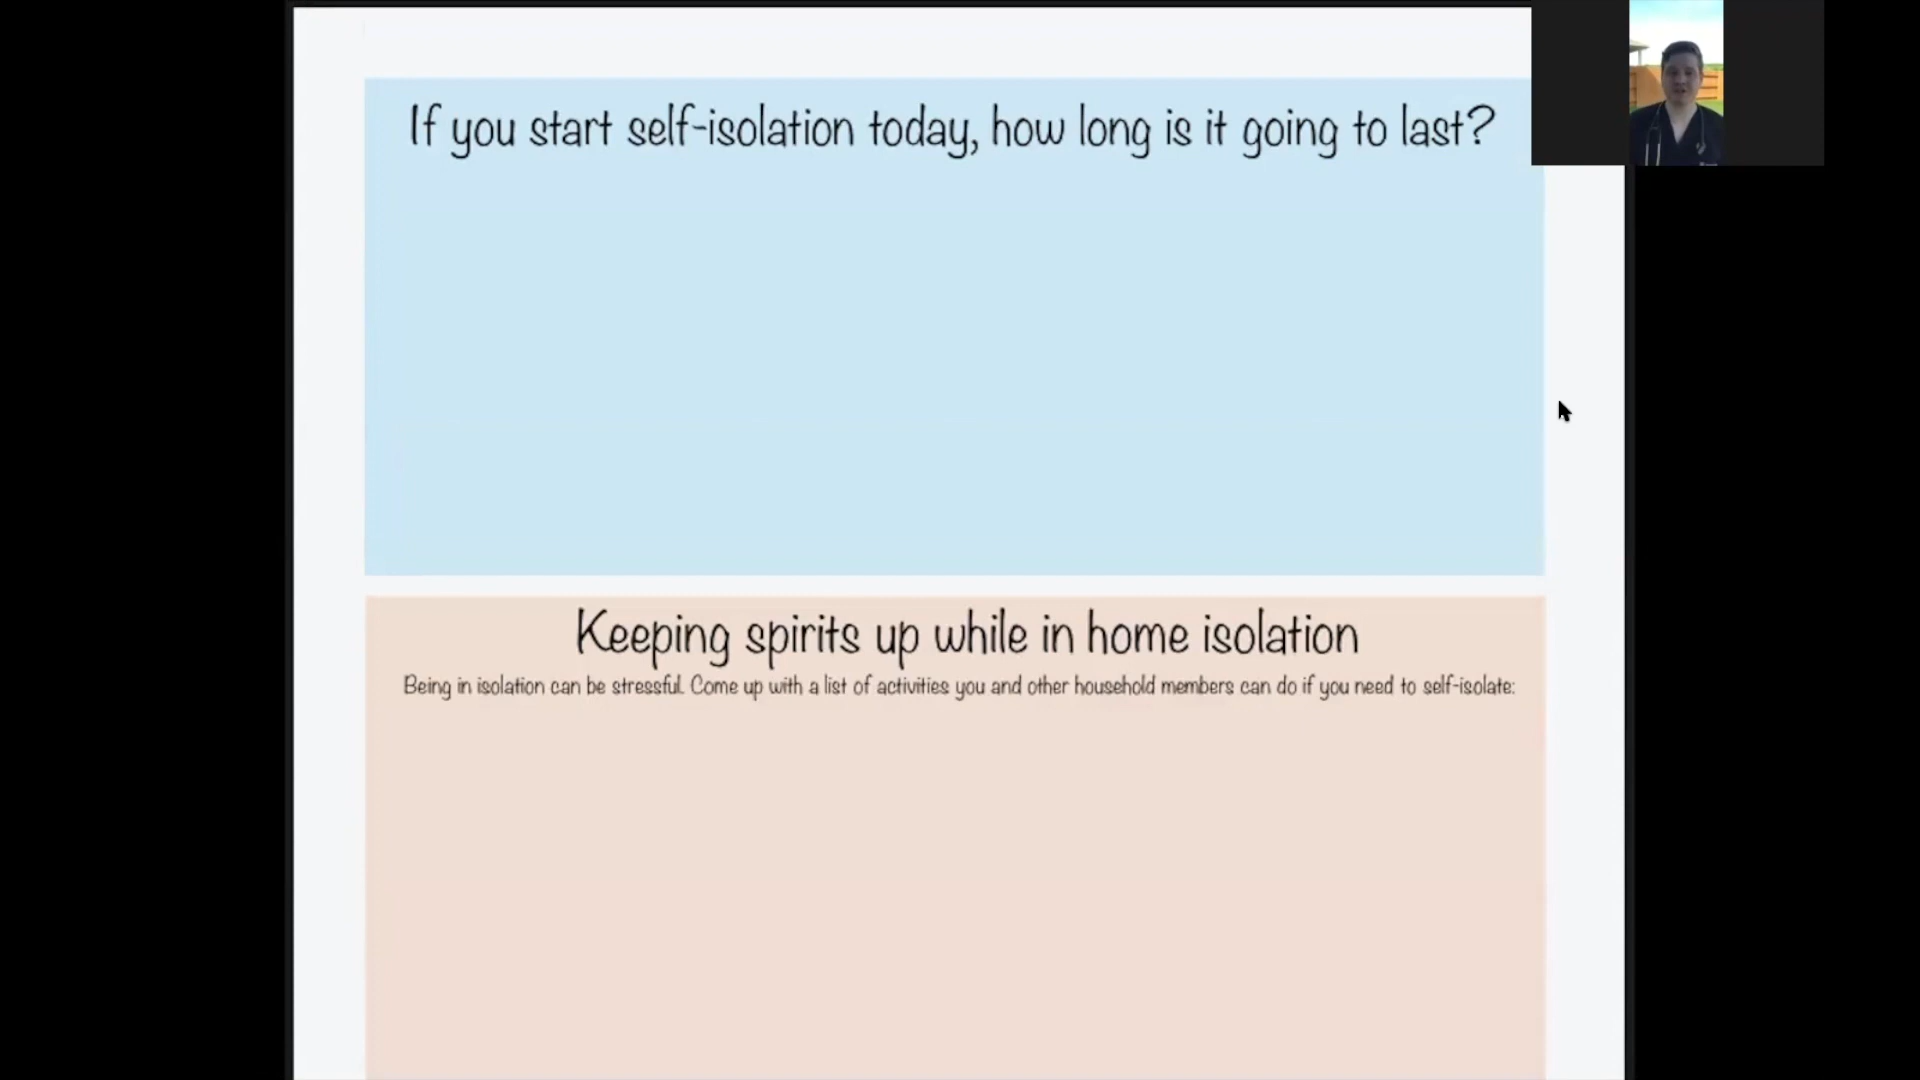 If you start self-isolation today, how long is it going to last?
Keeping spirits up while in home isolation
Being in isolation can be stressful. Come up with a list of activities you and other household members can do if you need to self-isolate: